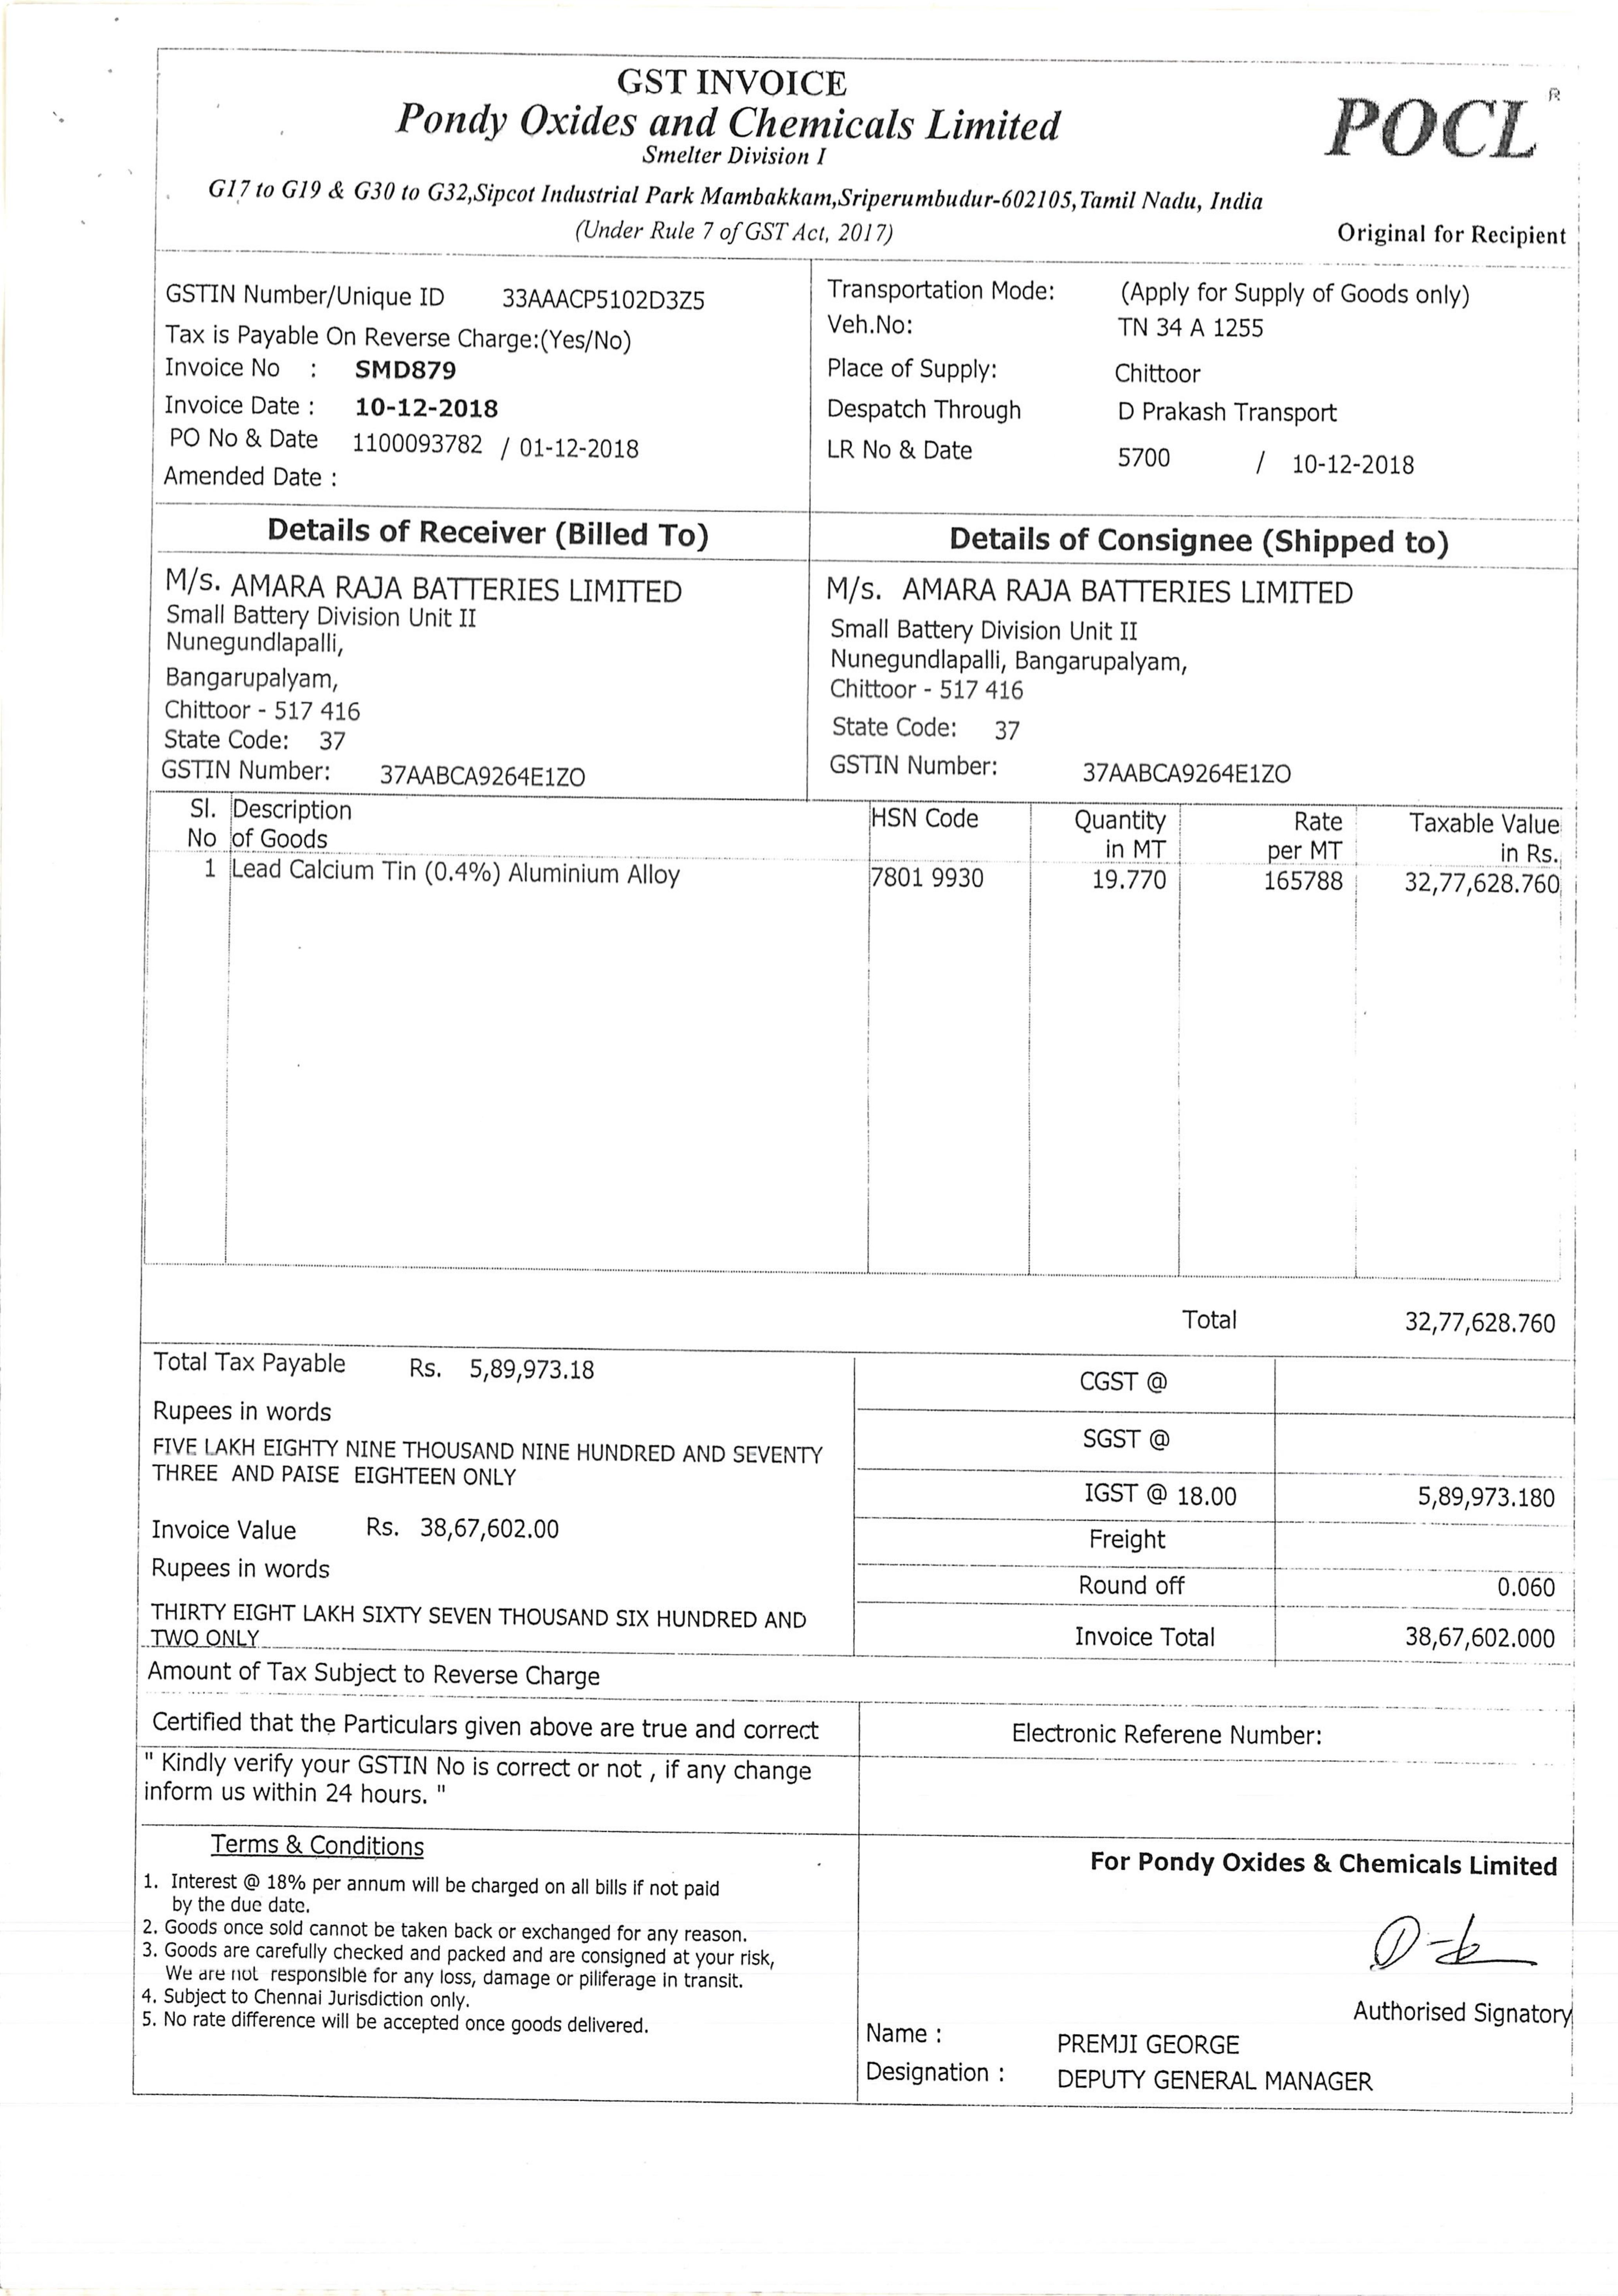 GST INVOICE
Pondy Oxides and Chemicals Limited
Smelter Division I
POCL ®
G17 to G19 & G30 to G32,Sipcot Industrial Park Mambakkam,Sriperumbudur-602105,Tamil Nadu, India
(Under Rule 7 of GST Act, 2017)
Original for Recipient
GSTIN Number/Unique ID 33AAACP5102D3Z5
Tax is Payable On Reverse Charge:(Yes/No)
Invoice No : SMD879
Invoice Date : 10-12-2018
PO No & Date 1100093782 / 01-12-2018
Amended Date :
Transportation Mode: (Apply for Supply of Goods only)
Veh.No: TN 34 A 1255
Place of Supply: Chittoor
Despatch Through D Prakash Transport
LR No & Date 5700 / 10-12-2018
Details of Receiver (Billed To)
M/s. AMARA RAJA BATTERIES LIMITED
Small Battery Division Unit II
Nunegundlapalli,
Bangarupalyam,
Chittoor - 517 416
State Code: 37
GSTIN Number: 37AABCA9264E1ZO
Details of Consignee (Shipped to)
M/s. AMARA RAJA BATTERIES LIMITED
Small Battery Division Unit II
Nunegundlapalli, Bangarupalyam,
Chittoor - 517 416
State Code: 37
GSTIN Number: 37AABCA9264E1ZO
Sl. Description HSN Code Quantity Rate Taxable Value
No of Goods in MT per MT in Rs.
1 Lead Calcium Tin (0.4%) Aluminium Alloy 7801 9930 19.770 165788 32,77,628.760
Total 32,77,628.760
Total Tax Payable Rs. 5,89,973.18
Rupees in words
FIVE LAKH EIGHTY NINE THOUSAND NINE HUNDRED AND SEVENTY
THREE AND PAISE EIGHTEEN ONLY
Invoice Value Rs. 38,67,602.00
Rupees in words
THIRTY EIGHT LAKH SIXTY SEVEN THOUSAND SIX HUNDRED AND
TWO ONLY
CGST @
SGST @
IGST @ 18.00 5,89,973.180
Freight
Round off 0.060
Invoice Total 38,67,602.000
Amount of Tax Subject to Reverse Charge
Certified that the Particulars given above are true and correct
" Kindly verify your GSTIN No is correct or not , if any change
inform us within 24 hours. "
Electronic Referene Number:
Terms & Conditions
1. Interest @ 18% per annum will be charged on all bills if not paid
by the due date.
2. Goods once sold cannot be taken back or exchanged for any reason.
3. Goods are carefully checked and packed and are consigned at your risk,
We are not responsible for any loss, damage or piliferage in transit.
4. Subject to Chennai Jurisdiction only.
5. No rate difference will be accepted once goods delivered.
For Pondy Oxides & Chemicals Limited
Authorised Signatory
Name : PREMJI GEORGE
Designation : DEPUTY GENERAL MANAGER